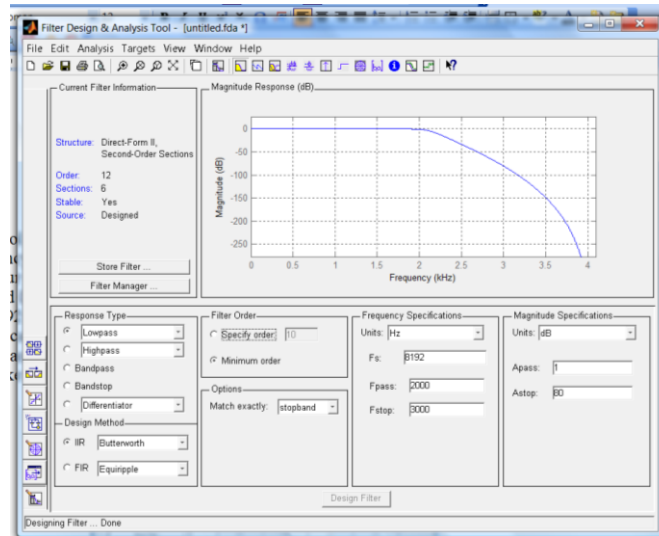 Filter Design & Analysis Tool - [untitled.fda *]
File Edit Analysis Targets View Window Help
Current Filter Information
Structure: Direct-Form II,
Second-Order Sections
Order: 12
Sections: 6
Stable: Yes
Source: Designed
Store Filter ...
Filter Manager ...
Magnitude Response (dB)
Magnitude (dB)
0
-50
-100
-150
-200
-250
0 0.5 1 1.5 2 2.5 3 3.5 4
Frequency (kHz)
Response Type
Lowpass
Highpass
Bandpass
Bandstop
Differentiator
Design Method
IIR Butterworth
FIR Equiripple
Filter Order
Specify order: 10
Minimum order
Options
Match exactly: stopband
Frequency Specifications
Units: Hz
Fs: 8192
Fpass: 2000
Fstop: 3000
Magnitude Specifications
Units: dB
Apass: 1
Astop: 80
Design Filter
Designing Filter ... Done